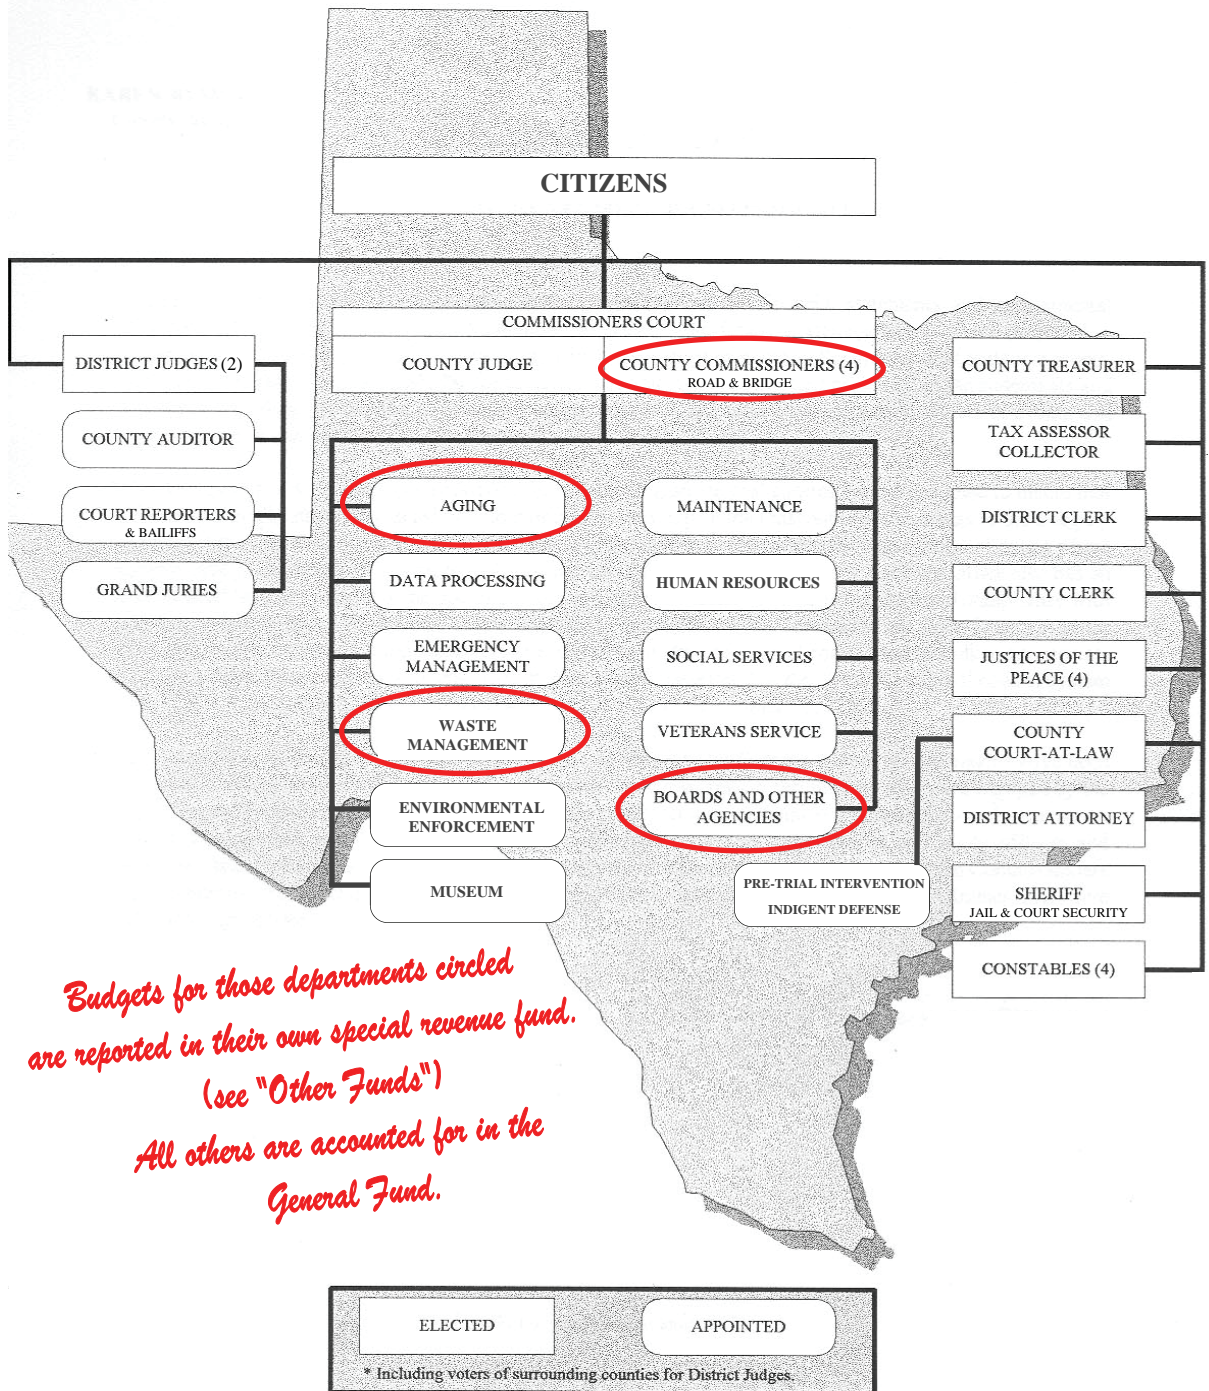 CITIZENS
COMMISSIONERS COURT
COUNTY JUDGE
COUNTY COMMISSIONERS (4)
ROAD & BRIDGE
DISTRICT JUDGES (2)
COUNTY AUDITOR
COURT REPORTERS
& BAILIFFS
GRAND JURIES
AGING
DATA PROCESSING
EMERGENCY
MANAGEMENT
WASTE
MANAGEMENT
ENVIRONMENTAL
ENFORCEMENT
MUSEUM
MAINTENANCE
HUMAN RESOURCES
SOCIAL SERVICES
VETERANS SERVICE
BOARDS AND OTHER
AGENCIES
PRE-TRIAL INTERVENTION
INDIGENT DEFENSE
COUNTY TREASURER
TAX ASSESSOR
COLLECTOR
DISTRICT CLERK
COUNTY CLERK
JUSTICES OF THE
PEACE (4)
COUNTY
COURT-AT-LAW
DISTRICT ATTORNEY
SHERIFF
JAIL & COURT SECURITY
CONSTABLES (4)
Budgets for those departments circled
are reported in their own special revenue fund.
(see "Other Funds")
All others are accounted for in the
General Fund.
ELECTED
APPOINTED
* Including voters of surrounding counties for District Judges.